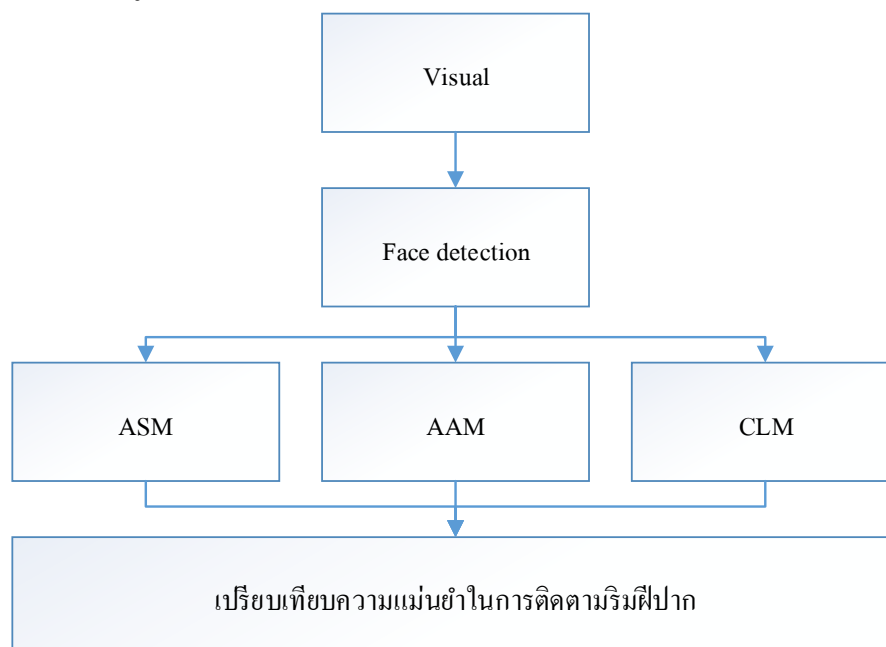 Visual
Face detection
ASM
AAM
CLM
เปรียบเทียบความแม่นยำในการติดตามริมฝีปาก